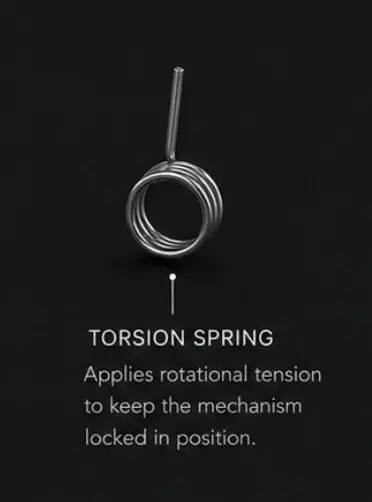 TORSION SPRING
Applies rotational tension
to keep the mechanism
locked in position.